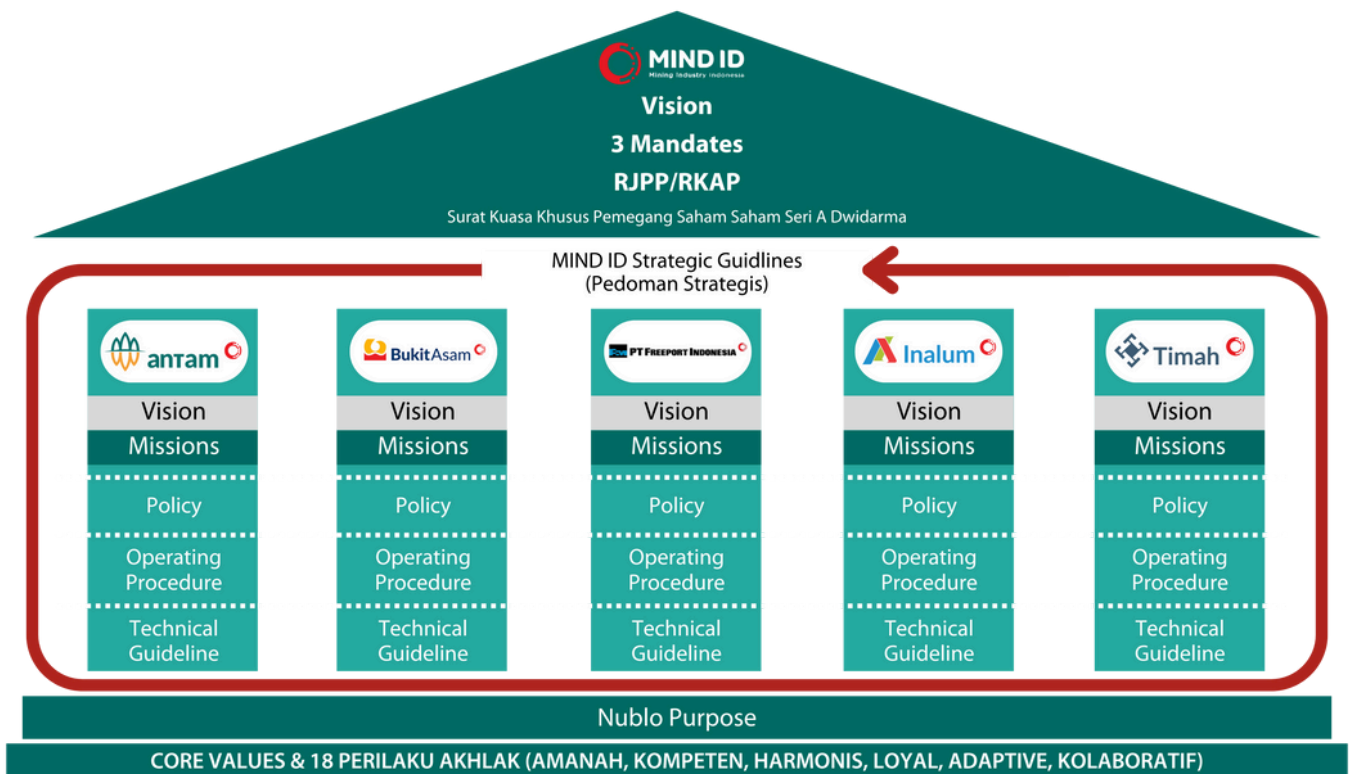 MIND ID
Mining Industry Indonesia
Vision
3 Mandates
RJPP/RKAP
Surat Kuasa Khusus Pemegang Saham Saham Seri A Dwidarma
MIND ID Strategic Guidlines
(Pedoman Strategis)
antam
Vision
Missions
Policy
Operating
Procedure
Technical
Guideline
BukitAsam
Vision
Missions
Policy
Operating
Procedure
Technical
Guideline
PT FREEPORT INDONESIA
Vision
Missions
Policy
Operating
Procedure
Technical
Guideline
Inalum
Vision
Missions
Policy
Operating
Procedure
Technical
Guideline
Timah
Vision
Missions
Policy
Operating
Procedure
Technical
Guideline
Nublo Purpose
CORE VALUES & 18 PERILAKU AKHLAK (AMANAH, KOMPETEN, HARMONIS, LOYAL, ADAPTIVE, KOLABORATIF)